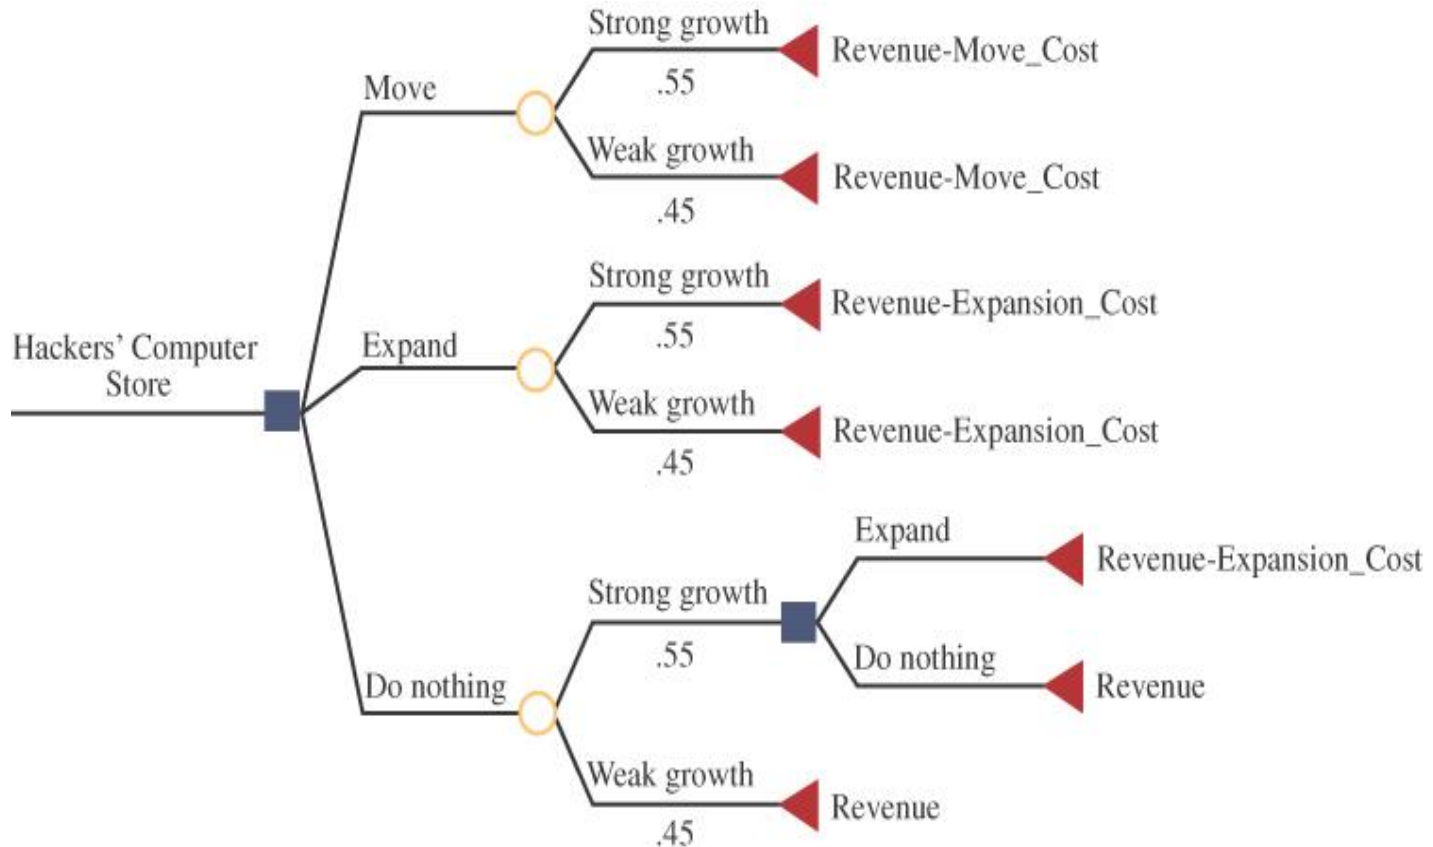 Strong growth
Revenue-Move_Cost
.55
Move
Weak growth
Revenue-Move_Cost
.45
Strong growth
Revenue-Expansion_Cost
.55
Hackers’ Computer
Store
Expand
Weak growth
Revenue-Expansion_Cost
.45
Expand
Revenue-Expansion_Cost
Strong growth
.55
Do nothing
Revenue
Do nothing
Weak growth
Revenue
.45